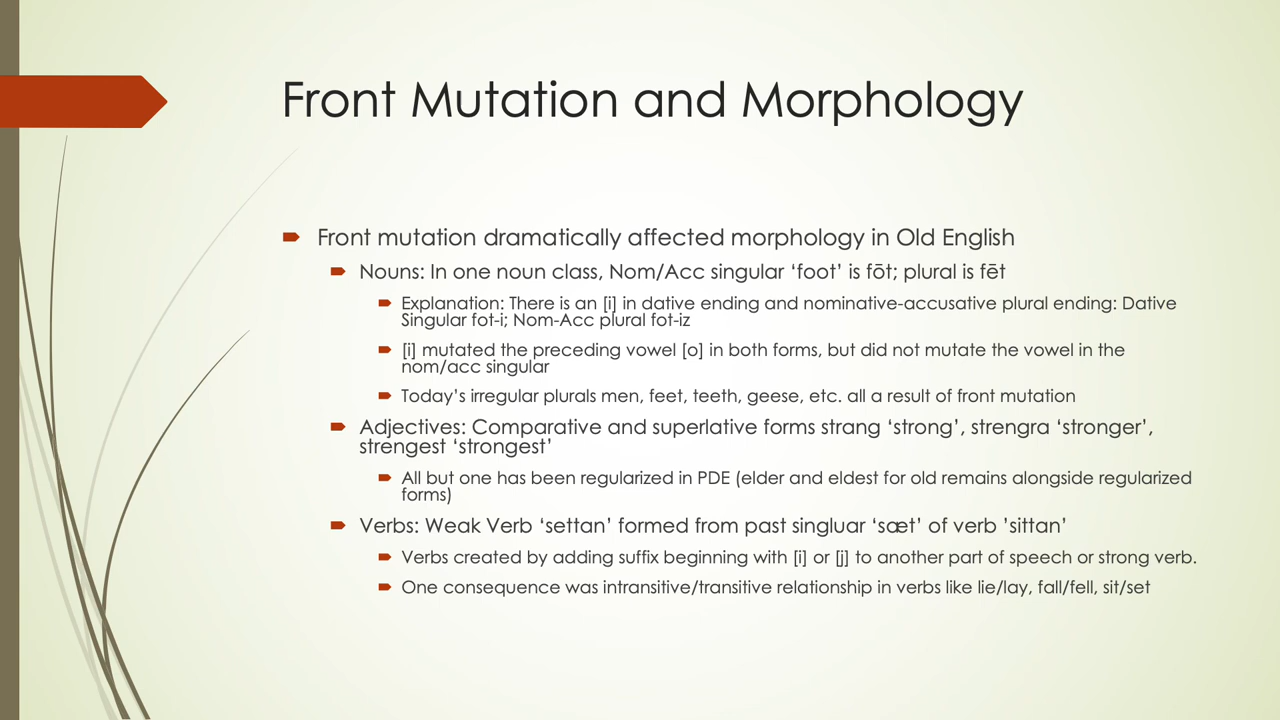 Front Mutation and Morphology
Front mutation dramatically affected morphology in Old English
Nouns: In one noun class, Nom/Acc singular ‘foot’ is fōt; plural is fēt
Explanation: There is an [i] in dative ending and nominative-accusative plural ending: Dative
Singular fot-i; Nom-Acc plural fot-iz
[i] mutated the preceding vowel [o] in both forms, but did not mutate the vowel in the
nom/acc singular
Today’s irregular plurals men, feet, teeth, geese, etc. all a result of front mutation
Adjectives: Comparative and superlative forms strang ‘strong’, strengra ‘stronger’,
strengest ‘strongest’
All but one has been regularized in PDE (elder and eldest for old remains alongside regularized
forms)
Verbs: Weak Verb ‘settan’ formed from past singluar ‘sæt’ of verb ’sittan’
Verbs created by adding suffix beginning with [i] or [j] to another part of speech or strong verb.
One consequence was intransitive/transitive relationship in verbs like lie/lay, fall/fell, sit/set